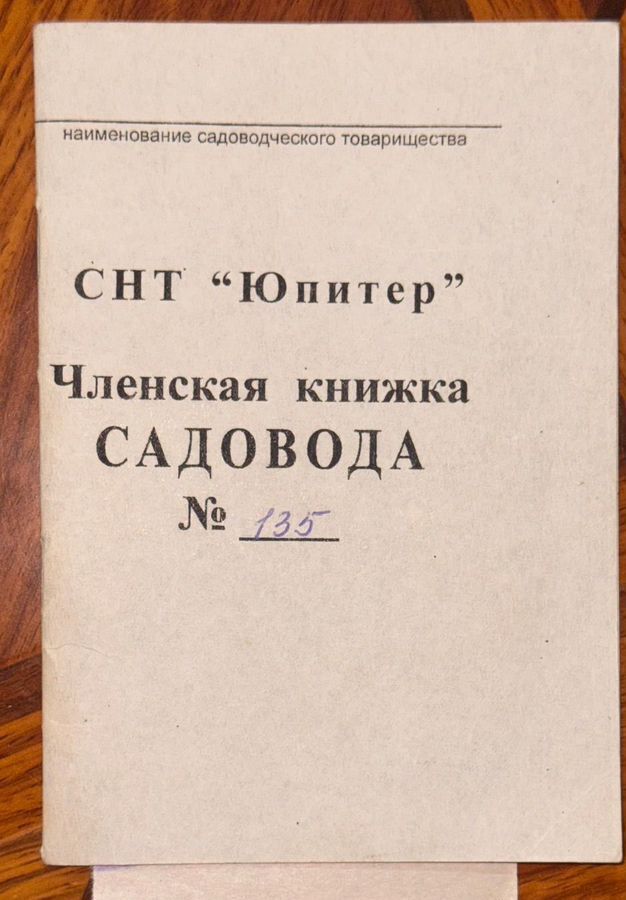 наименование садоводческого товарищества
СНТ “Юпитер”
Членская книжка
САДОВОДА
№ 135